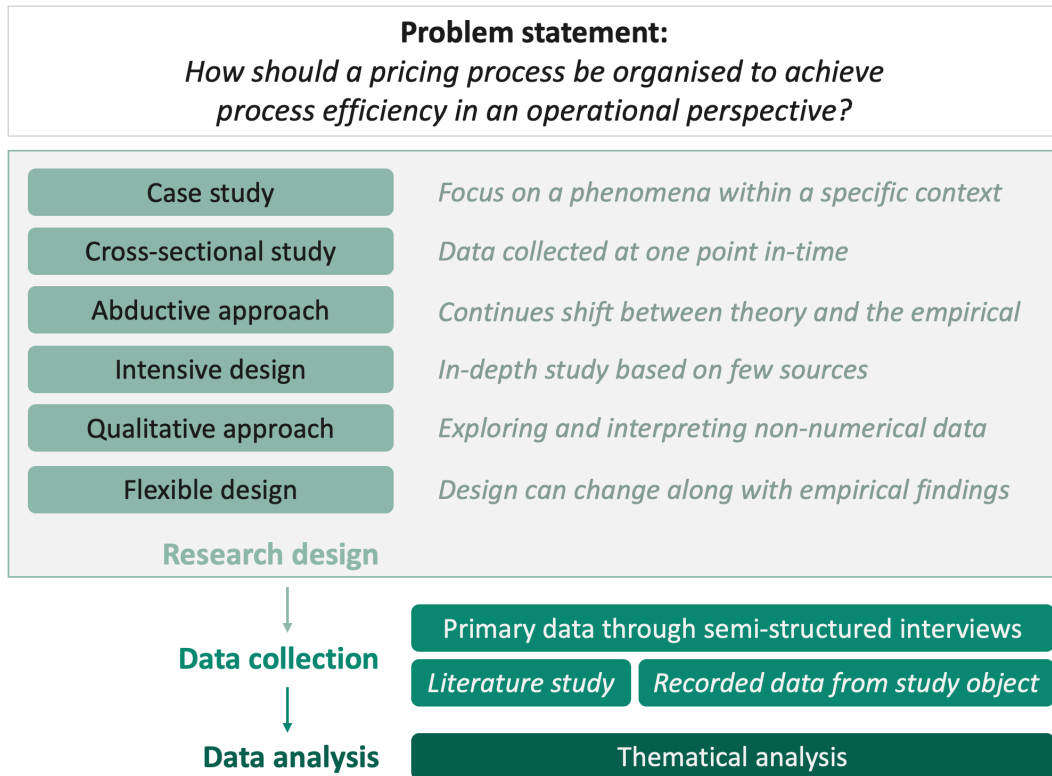 Problem statement:
How should a pricing process be organised to achieve
process efficiency in an operational perspective?
Case study
Focus on a phenomena within a specific context
Cross-sectional study
Data collected at one point in-time
Abductive approach
Continues shift between theory and the empirical
Intensive design
In-depth study based on few sources
Qualitative approach
Exploring and interpreting non-numerical data
Flexible design
Design can change along with empirical findings
Research design
Data collection
Primary data through semi-structured interviews
Literature study
Recorded data from study object
Data analysis
Thematical analysis